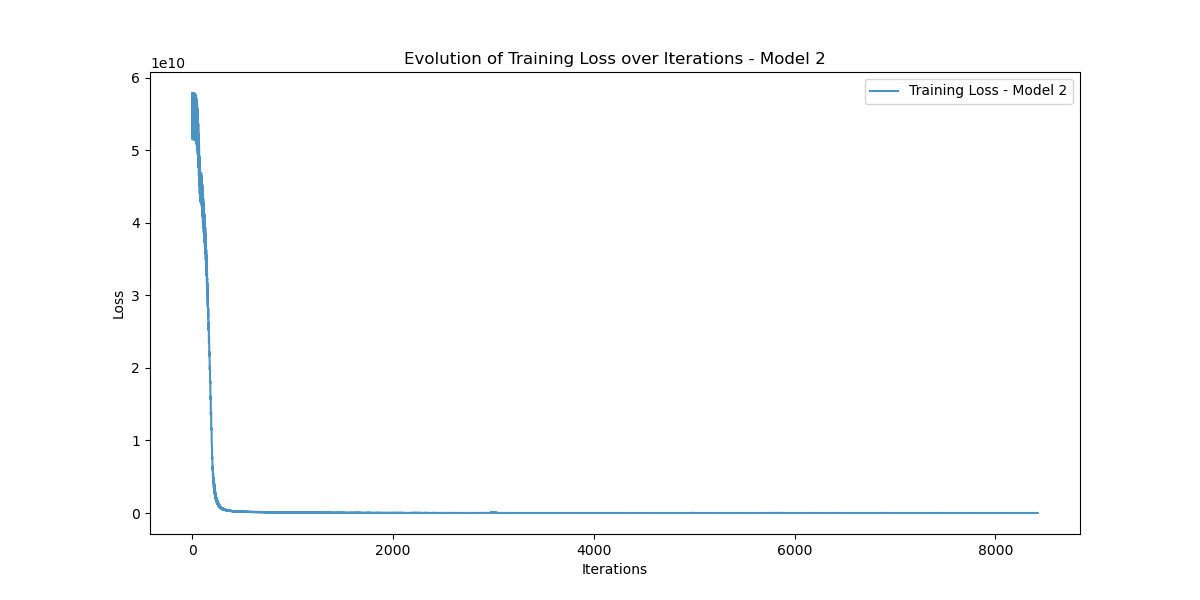 Evolution of Training Loss over Iterations - Model 2
1e10
Training Loss - Model 2
6
5
4
3
2
1
0
Loss
0 2000 4000 6000 8000
Iterations